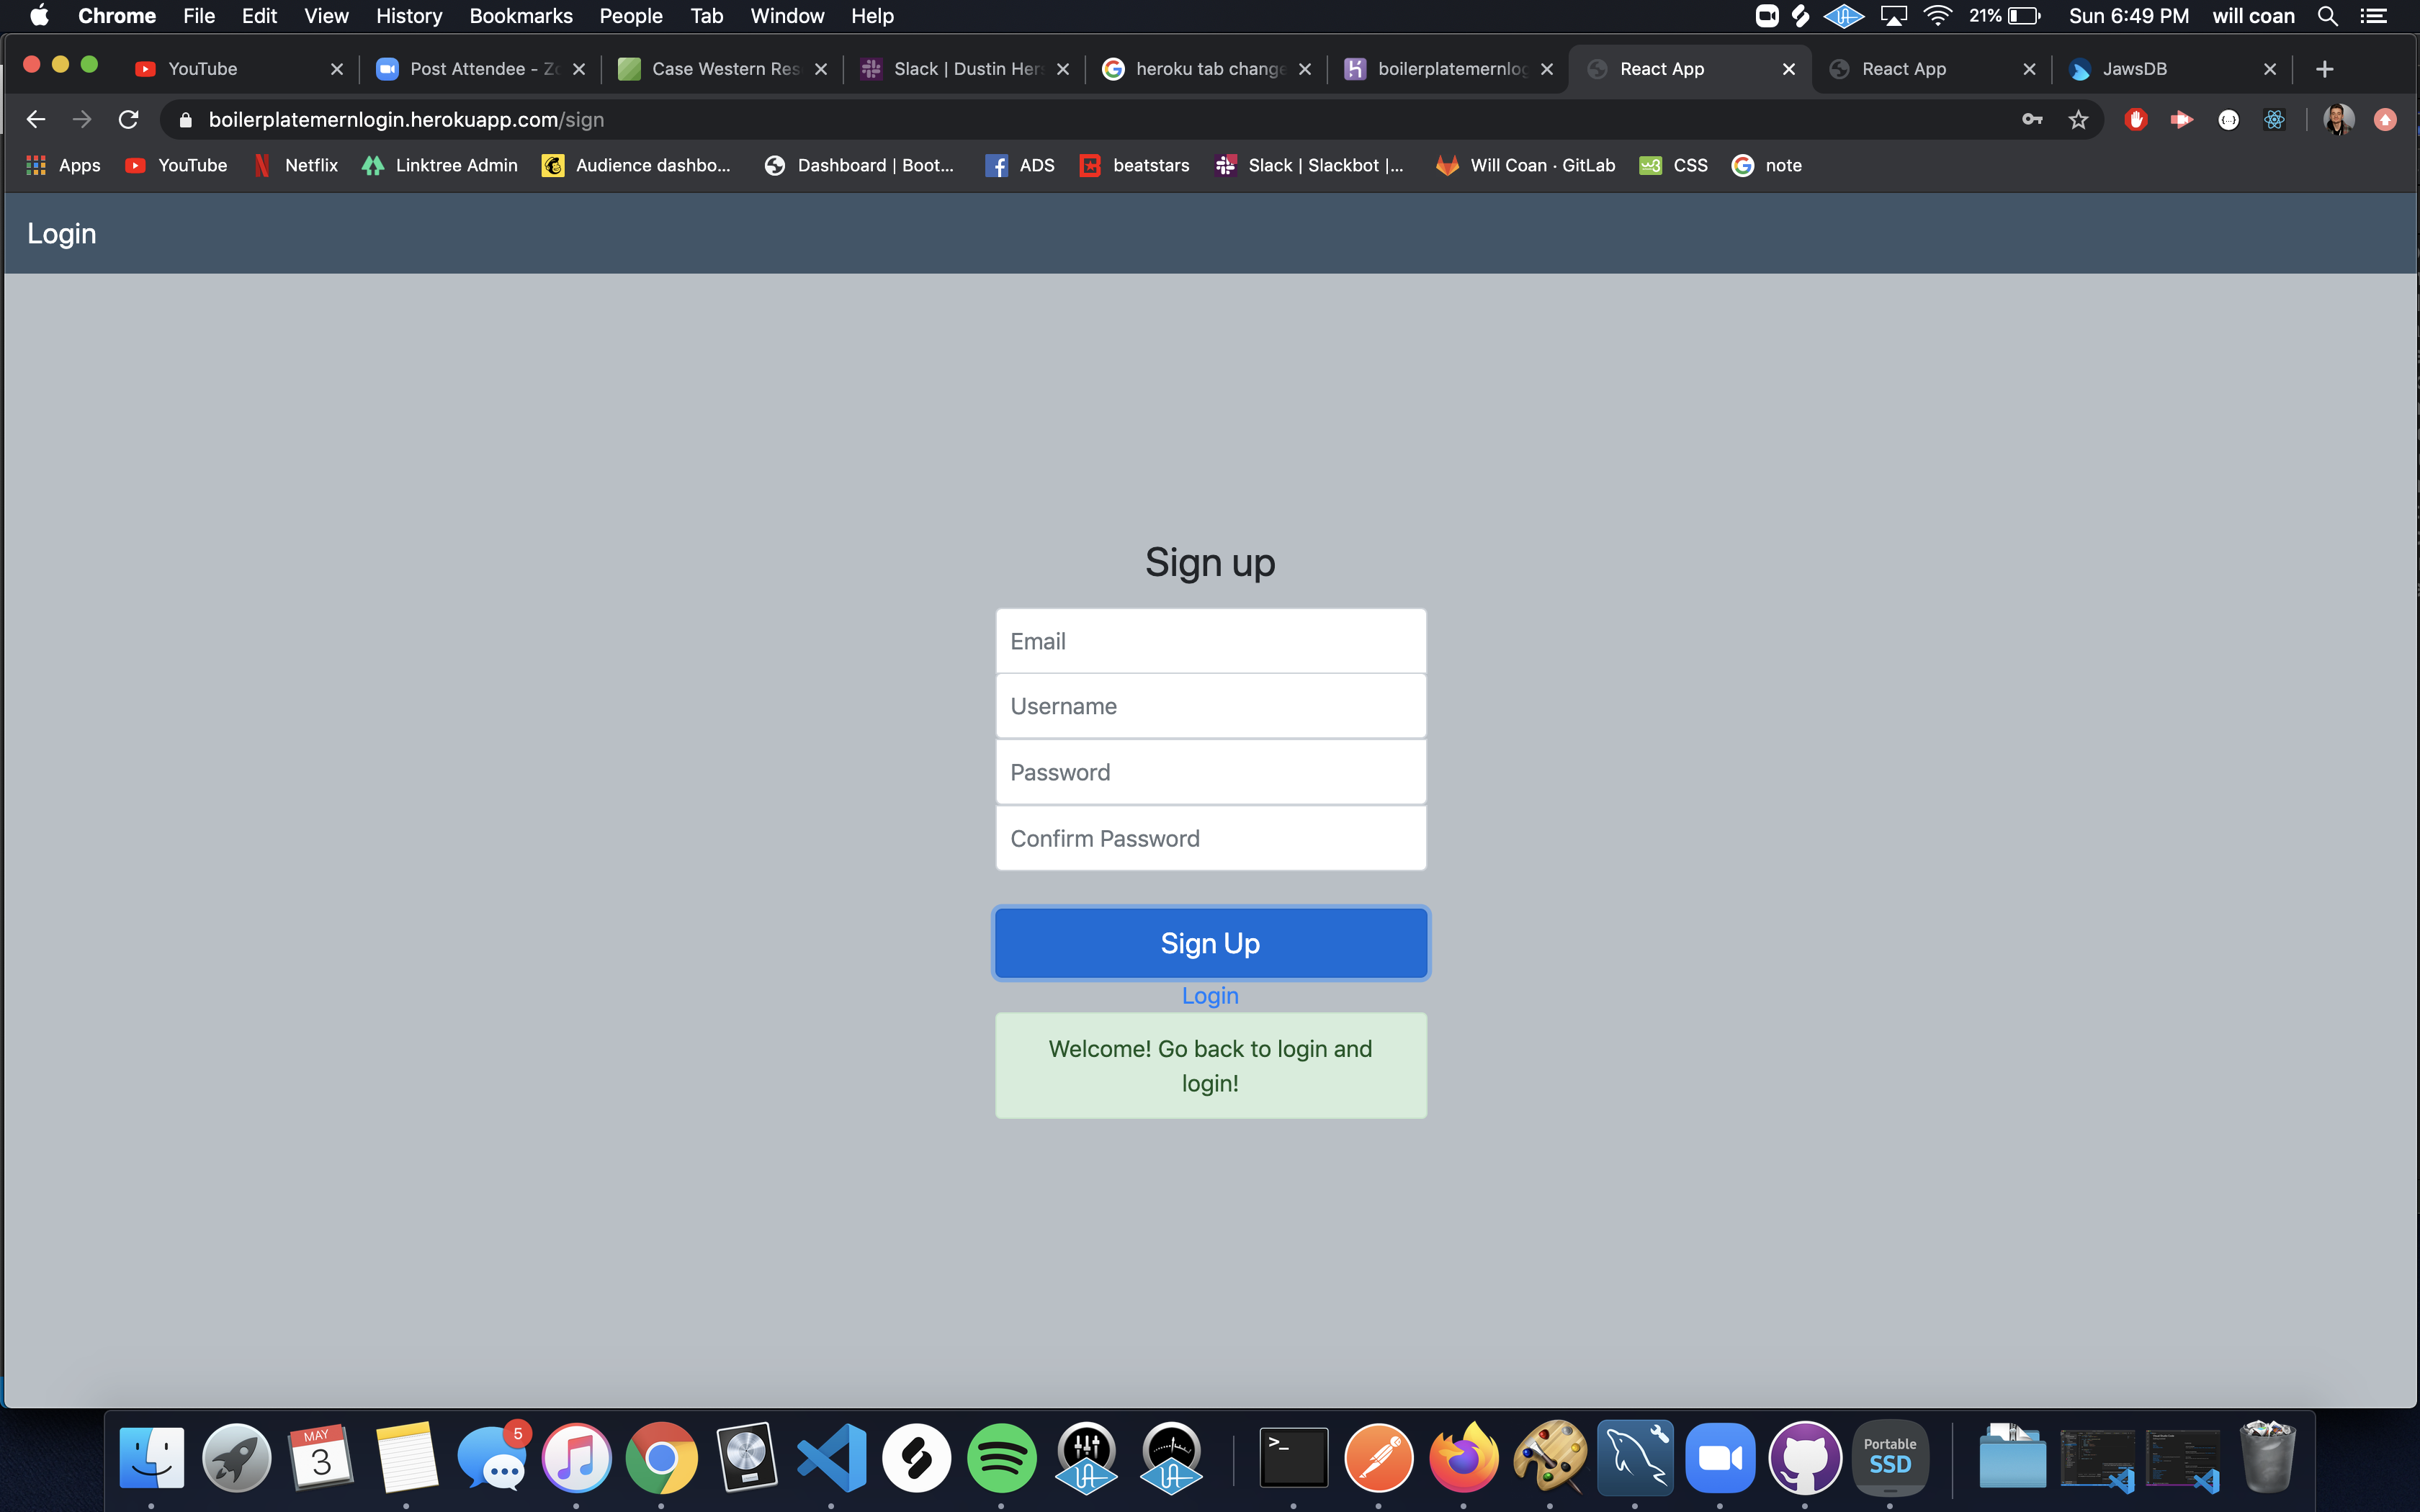 Chrome File Edit View History Bookmarks People Tab Window Help 21% Sun 6:49 PM will coan
YouTube Post Attendee - Zo Case Western Res Slack | Dustin Her heroku tab change boilerplatemernlog React App React App JawsDB
boilerplatemernlogin.herokuapp.com/sign
Apps YouTube Netflix Linktree Admin Audience dashbo... Dashboard | Boot... ADS beatstars Slack | Slackbot |... Will Coan · GitLab CSS note
Login
Sign up
Email
Username
Password
Confirm Password
Sign Up
Login
Welcome! Go back to login and
login!
MAY
3
5
Portable
SSD